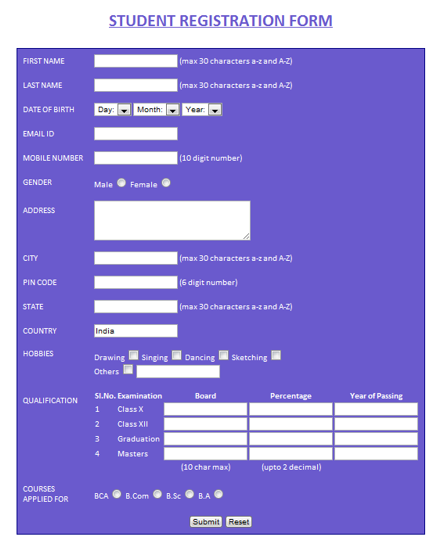 STUDENT REGISTRATION FORM
FIRST NAME (max 30 characters a-z and A-Z)
LAST NAME (max 30 characters a-z and A-Z)
DATE OF BIRTH Day: Month: Year:
EMAIL ID
MOBILE NUMBER (10 digit number)
GENDER Male Female
ADDRESS
CITY (max 30 characters a-z and A-Z)
PIN CODE (6 digit number)
STATE (max 30 characters a-z and A-Z)
COUNTRY India
HOBBIES Drawing Singing Dancing Sketching
Others
QUALIFICATION
Sl.No. Examination Board Percentage Year of Passing
1 Class X
2 Class XII
3 Graduation
4 Masters
(10 char max) (upto 2 decimal)
COURSES
APPLIED FOR
BCA B.Com B.Sc B.A
Submit Reset